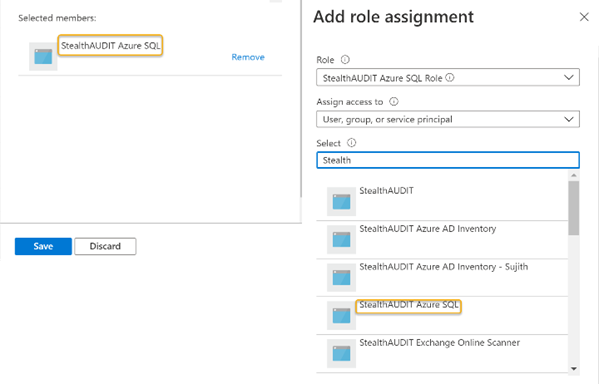 Selected members:
StealthAUDIT Azure SQL
Remove
Save
Discard
Add role assignment
Role
StealthAUDIT Azure SQL Role
Assign access to
User, group, or service principal
Select
Stealth
StealthAUDIT
StealthAUDIT Azure AD Inventory
StealthAUDIT Azure AD Inventory - Sujith
StealthAUDIT Azure SQL
StealthAUDIT Exchange Online Scanner